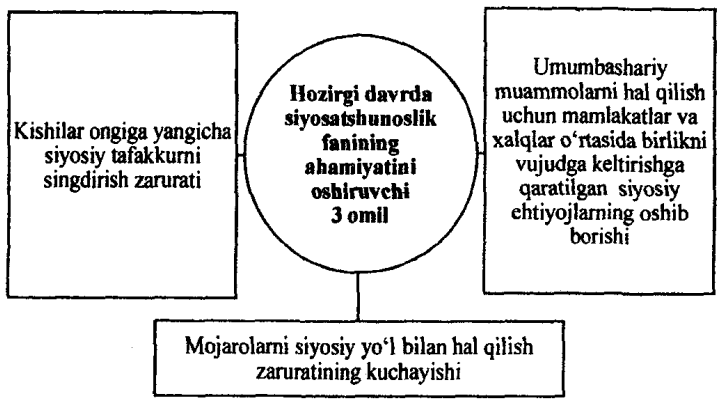 Kishilar ongiga yangicha
siyosiy tafakkurni
singdirish zarurati
Hozirgi davrda
siyosatshunoslik
fanining
ahamiyatini
oshiruvchi
3 omil
Umumbashariy
muammolarni hal qilish
uchun mamlakatlar va
xalqlar o‘rtasida birlikni
vujudga keltirishga
qaratilgan siyosiy
ehtiyojlarning oshib
borishi
Mojarolarni siyosiy yo‘l bilan hal qilish
zaruratining kuchayishi